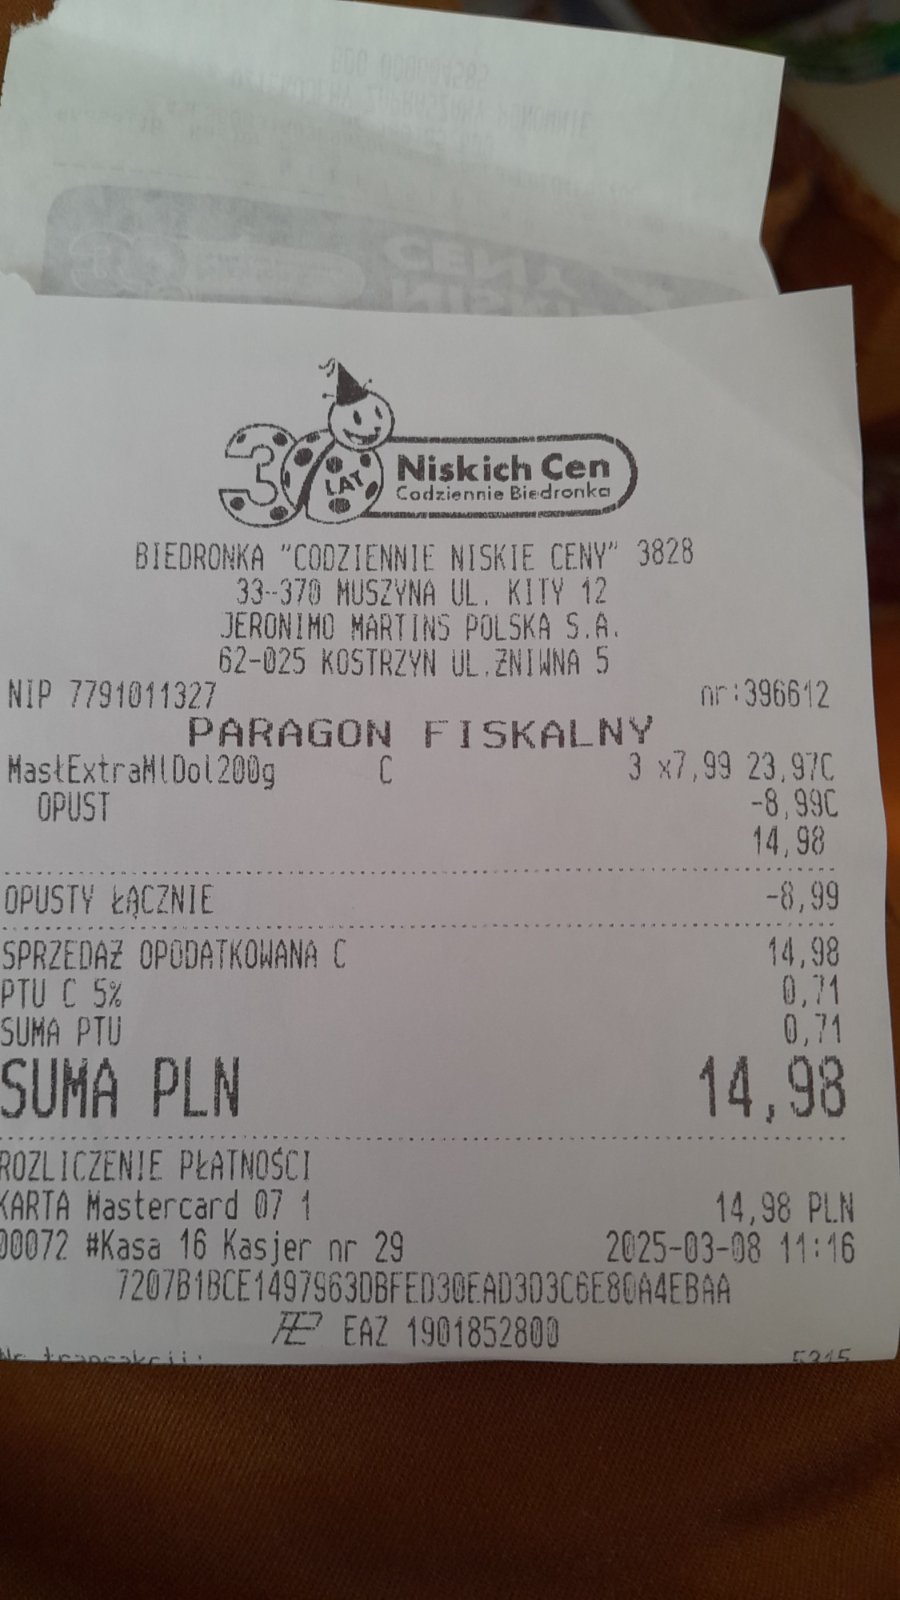 30 LAT
Niskich Cen
Codziennie Biedronka
BIEDRONKA "CODZIENNIE NISKIE CENY" 3828
33-370 MUSZYNA UL. KITY 12
JERONIMO MARTINS POLSKA S.A.
62-025 KOSTRZYN UL.ŻNIWNA 5
NIP 7791011327 nr:396612
PARAGON FISKALNY
MasłExtraMlDol200g C 3 x7,99 23,97C
OPUST -8,99C
14,98
OPUSTY ŁĄCZNIE -8,99
SPRZEDAŻ OPODATKOWANA C 14,98
PTU C 5% 0,71
SUMA PTU 0,71
SUMA PLN 14,98
ROZLICZENIE PŁATNOŚCI
KARTA Mastercard 07 1 14,98 PLN
00072 #Kasa 16 Kasjer nr 29 2025-03-08 11:16
7207B1BCE1497963DBFED30EAD3D3C6E80A4EBAA
EAZ 1901852800
Nr transakcji: 5315